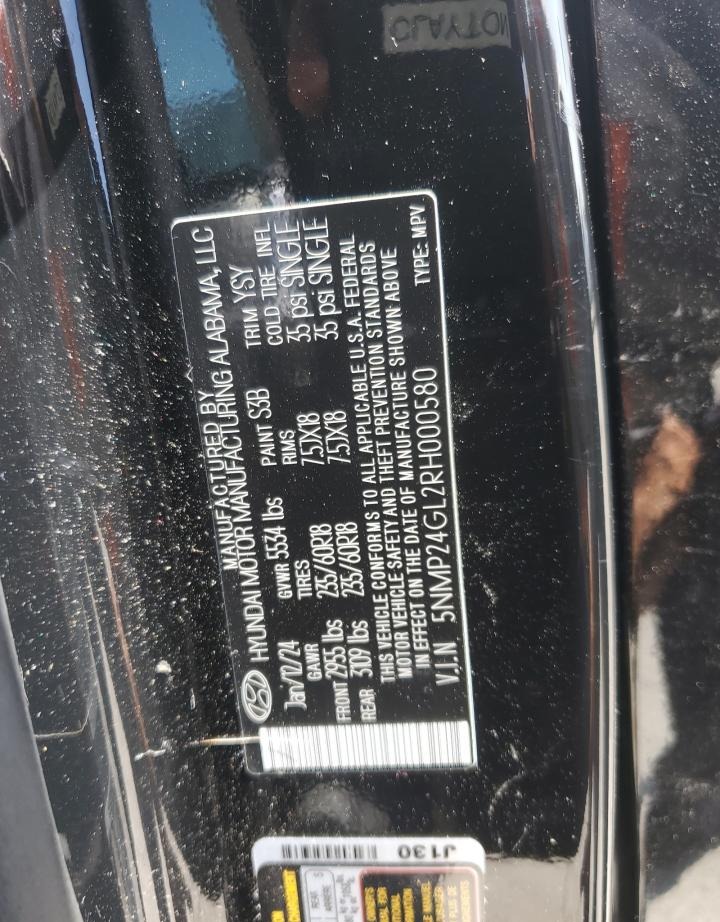 MANUFACTURED BY
HYUNDAI MOTOR MANUFACTURING ALABAMA, LLC
Jan/12/24 GVWR 5534 lbs PAINT S3B TRIM YSY
GAWR TIRES RIMS COLD TIRE INFL
FRONT 2955 lbs 235/60R18 7.5JX18 35 psi SINGLE
REAR 3109 lbs 235/60R18 7.5JX18 35 psi SINGLE
THIS VEHICLE CONFORMS TO ALL APPLICABLE U.S.A. FEDERAL
MOTOR VEHICLE SAFETY AND THEFT PREVENTION STANDARDS
IN EFFECT ON THE DATE OF MANUFACTURE SHOWN ABOVE
V.I.N 5NMP24GL2RH000580 TYPE: MPV
J130
REAR